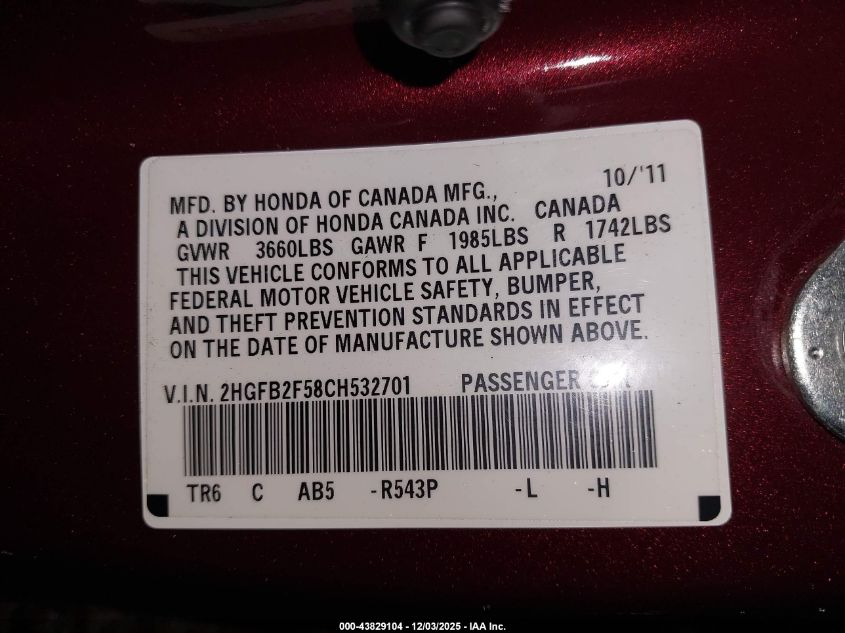 10/'11
MFD. BY HONDA OF CANADA MFG.,
A DIVISION OF HONDA CANADA INC. CANADA
GVWR 3660LBS GAWR F 1985LBS R 1742LBS
THIS VEHICLE CONFORMS TO ALL APPLICABLE
FEDERAL MOTOR VEHICLE SAFETY, BUMPER,
AND THEFT PREVENTION STANDARDS IN EFFECT
ON THE DATE OF MANUFACTURE SHOWN ABOVE.
V.I.N. 2HGFB2F58CH532701 PASSENGER
TR6 C AB5 -R543P -L -H
000-43829104 - 12/03/2025 - IAA Inc.